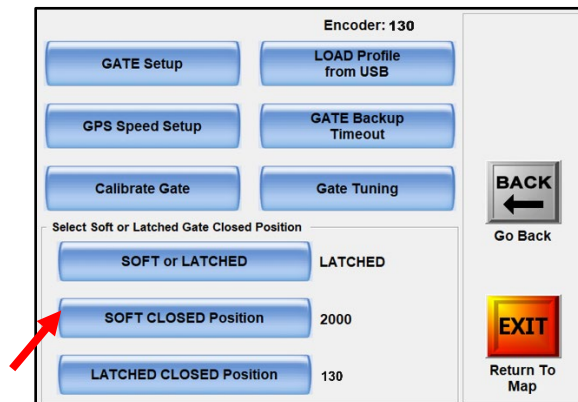 Encoder: 130
GATE Setup
LOAD Profile
from USB
GPS Speed Setup
GATE Backup
Timeout
Calibrate Gate
Gate Tuning
BACK
Go Back
Select Soft or Latched Gate Closed Position
SOFT or LATCHED
LATCHED
SOFT CLOSED Position
2000
LATCHED CLOSED Position
130
EXIT
Return To
Map